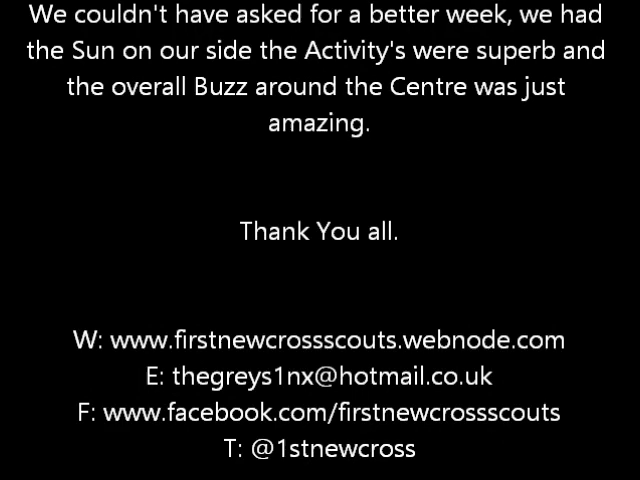 We couldn't have asked for a better week, we had
the Sun on our side the Activity's were superb and
the overall Buzz around the Centre was just
amazing.
Thank You all.
W: www.firstnewcrossscouts.webnode.com
E: thegreys1nx@hotmail.co.uk
F: www.facebook.com/firstnewcrossscouts
T: @1stnewcross